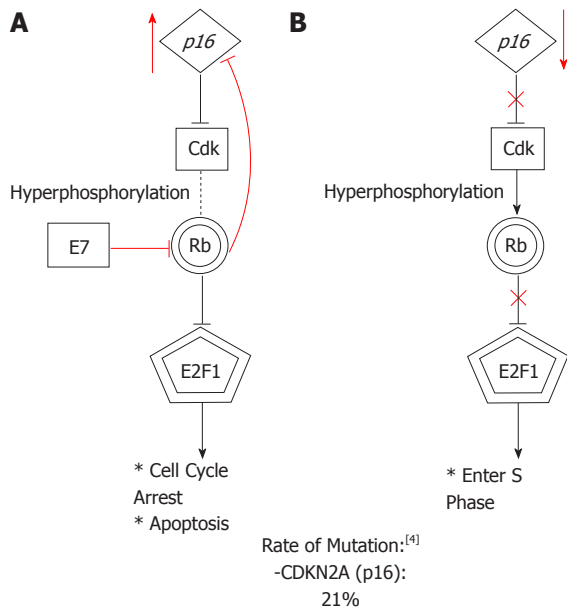 A
p16
Cdk
Hyperphosphorylation
E7
Rb
E2F1
* Cell Cycle
Arrest
* Apoptosis
B
p16
Cdk
Hyperphosphorylation
Rb
E2F1
* Enter S
Phase
Rate of Mutation:[4]
-CDKN2A (p16):
21%